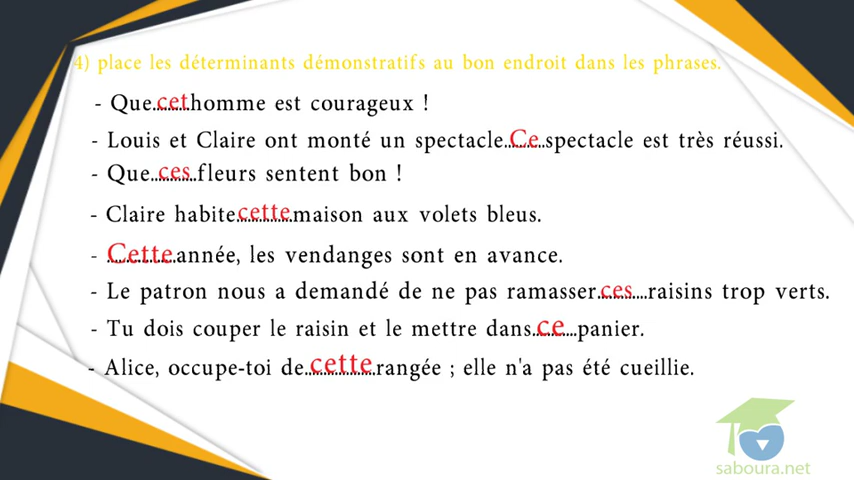 4) place les déterminants démonstratifs au bon endroit dans les phrases.
- Que...cet...homme est courageux !
- Louis et Claire ont monté un spectacle...Ce...spectacle est très réussi.
- Que...ces...fleurs sentent bon !
- Claire habite...cette...maison aux volets bleus.
- Cette...année, les vendanges sont en avance.
- Le patron nous a demandé de ne pas ramasser...ces...raisins trop verts.
- Tu dois couper le raisin et le mettre dans...ce...panier.
- Alice, occupe-toi de...cette...rangée ; elle n'a pas été cueillie.
saboura.net